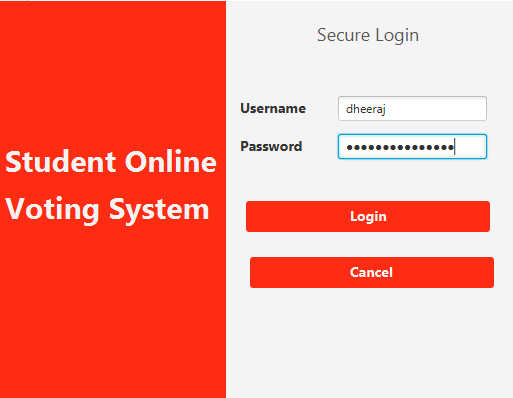 Student Online
Voting System
Secure Login
Username
dheeraj
Password
•••••••••••••••
Login
Cancel